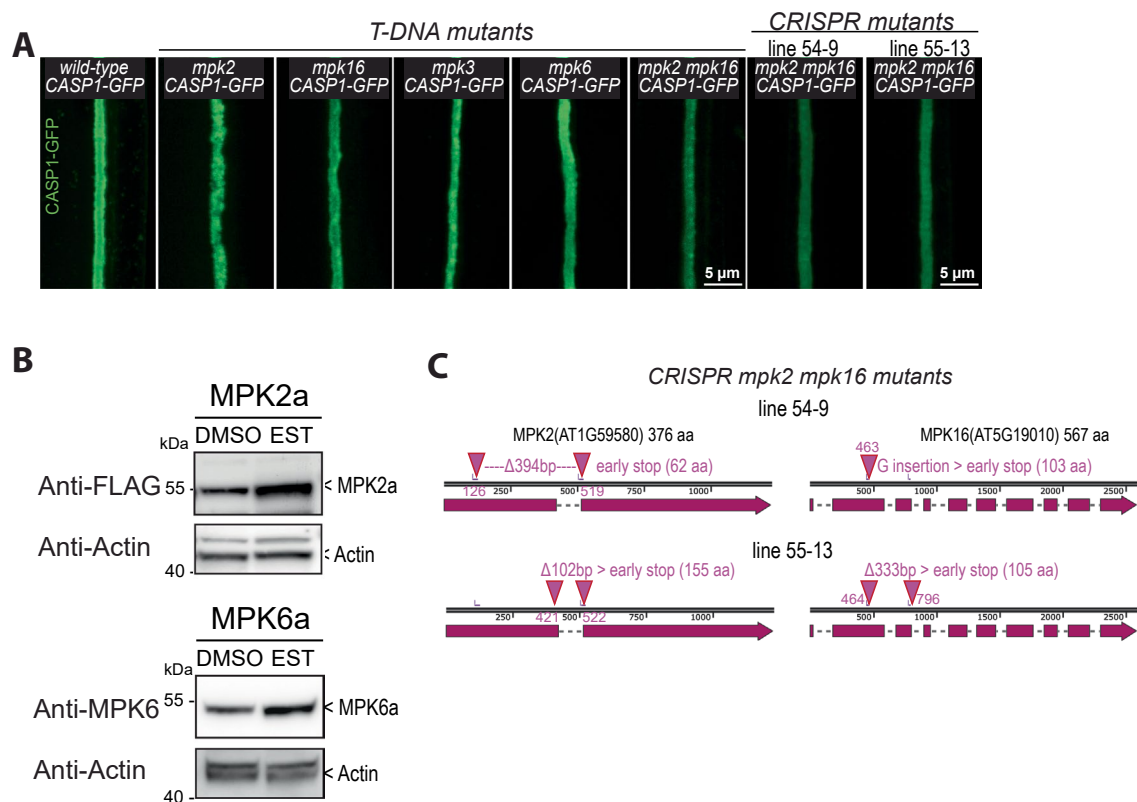 A
T-DNA mutants
CRISPR mutants
line 54-9 line 55-13
wild-type CASP1-GFP
mpk2 CASP1-GFP
mpk16 CASP1-GFP
mpk3 CASP1-GFP
mpk6 CASP1-GFP
mpk2 mpk16 CASP1-GFP
mpk2 mpk16 CASP1-GFP
mpk2 mpk16 CASP1-GFP
CASP1-GFP
5 µm
5 µm
B
MPK2a
kDa DMSO EST
Anti-FLAG 55 < MPK2a
Anti-Actin < Actin
40
MPK6a
kDa DMSO EST
55
Anti-MPK6 < MPK6a
Anti-Actin < Actin
40
C
CRISPR mpk2 mpk16 mutants
line 54-9
MPK2(AT1G59580) 376 aa
----Δ394bp---- early stop (62 aa)
126 250 500 519 750 1000
MPK16(AT5G19010) 567 aa
463
G insertion > early stop (103 aa)
500 1000 1500 2000 2500
line 55-13
Δ102bp > early stop (155 aa)
250 421 500 522 750 1000
Δ333bp > early stop (105 aa)
464 796
500 1000 1500 2000 2500